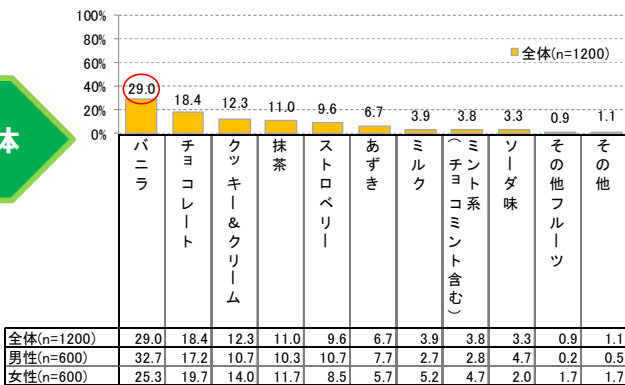 100%
80%
60%
40%
20%
0%
全体(n=1200)
29.0 18.4 12.3 11.0 9.6 6.7 3.9 3.8 3.3 0.9 1.1
体
バニラ
チョコレート
クッキー&クリーム
抹茶
ストロベリー
あずき
ミルク
ミント系
(チョコミント含む)
ソーダ味
その他フルーツ
その他
全体(n=1200) 29.0 18.4 12.3 11.0 9.6 6.7 3.9 3.8 3.3 0.9 1.1
男性(n=600) 32.7 17.2 10.7 10.3 10.7 7.7 2.7 2.8 4.7 0.2 0.5
女性(n=600) 25.3 19.7 14.0 11.7 8.5 5.7 5.2 4.7 2.0 1.7 1.7